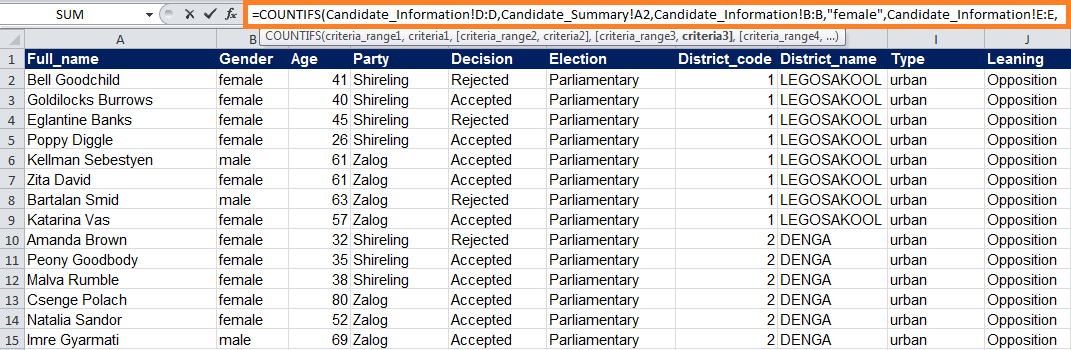 SUM fx =COUNTIFS(Candidate_Information!D:D,Candidate_Summary!A2,Candidate_Information!B:B,"female",Candidate_Information!E:E,
COUNTIFS(criteria_range1, criteria1, [criteria_range2, criteria2], [criteria_range3, criteria3], [criteria_range4, ...)
A B I J
1 Full_name Gender Age Party Decision Election District_code District_name Type Leaning
2 Bell Goodchild female 41 Shireling Rejected Parliamentary 1 LEGOSAKOOL urban Opposition
3 Goldilocks Burrows female 40 Shireling Accepted Parliamentary 1 LEGOSAKOOL urban Opposition
4 Eglantine Banks female 45 Shireling Rejected Parliamentary 1 LEGOSAKOOL urban Opposition
5 Poppy Diggle female 26 Shireling Accepted Parliamentary 1 LEGOSAKOOL urban Opposition
6 Kellman Sebestyen male 61 Zalog Accepted Parliamentary 1 LEGOSAKOOL urban Opposition
7 Zita David female 61 Zalog Accepted Parliamentary 1 LEGOSAKOOL urban Opposition
8 Bartalan Smid male 63 Zalog Rejected Parliamentary 1 LEGOSAKOOL urban Opposition
9 Katarina Vas female 57 Zalog Accepted Parliamentary 1 LEGOSAKOOL urban Opposition
10 Amanda Brown female 32 Shireling Rejected Parliamentary 2 DENGA urban Opposition
11 Peony Goodbody female 35 Shireling Accepted Parliamentary 2 DENGA urban Opposition
12 Malva Rumble female 38 Shireling Accepted Parliamentary 2 DENGA urban Opposition
13 Csenge Polach female 80 Zalog Accepted Parliamentary 2 DENGA urban Opposition
14 Natalia Sandor female 52 Zalog Accepted Parliamentary 2 DENGA urban Opposition
15 Imre Gyarmati male 69 Zalog Accepted Parliamentary 2 DENGA urban Opposition